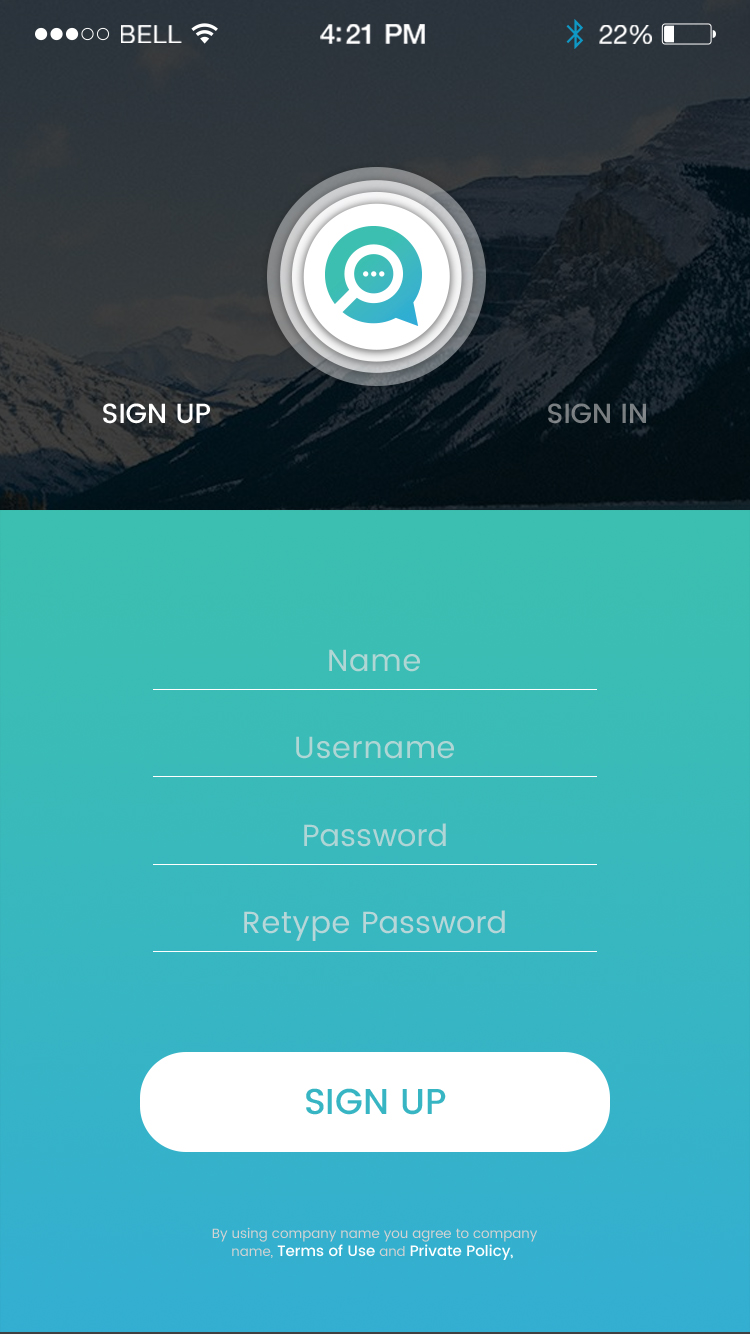 BELL 4:21 PM 22%
SIGN UP SIGN IN
Name
Username
Password
Retype Password
SIGN UP
By using company name you agree to company
name, Terms of Use and Private Policy,